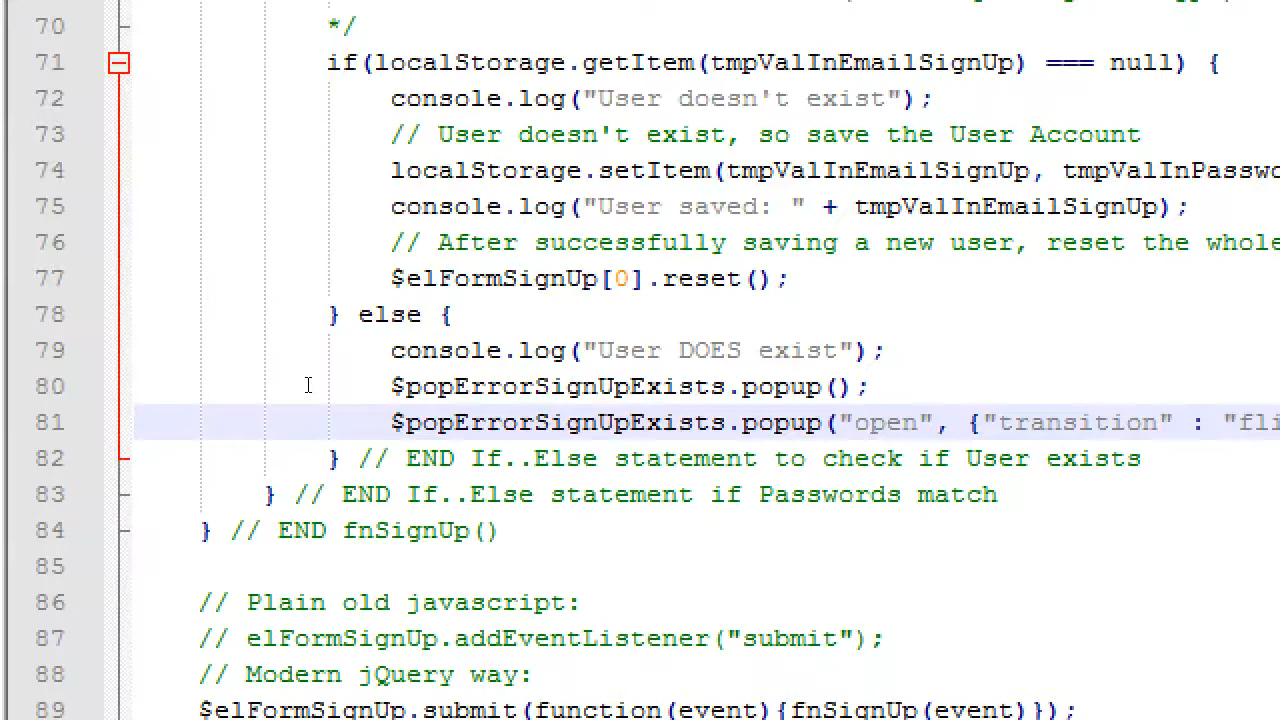 70 */
71 if(localStorage.getItem(tmpValInEmailSignUp) === null) {
72 console.log("User doesn't exist");
73 // User doesn't exist, so save the User Account
74 localStorage.setItem(tmpValInEmailSignUp, tmpValInPasswo
75 console.log("User saved: " + tmpValInEmailSignUp);
76 // After successfully saving a new user, reset the whole
77 $elFormSignUp[0].reset();
78 } else {
79 console.log("User DOES exist");
80 $popErrorSignUpExists.popup();
81 $popErrorSignUpExists.popup("open", {"transition" : "fli
82 } // END If..Else statement to check if User exists
83 } // END If..Else statement if Passwords match
84 } // END fnSignUp()
85
86 // Plain old javascript:
87 // elFormSignUp.addEventListener("submit");
88 // Modern jQuery way:
89 $elFormSignUp.submit(function(event){fnSignUp(event)});